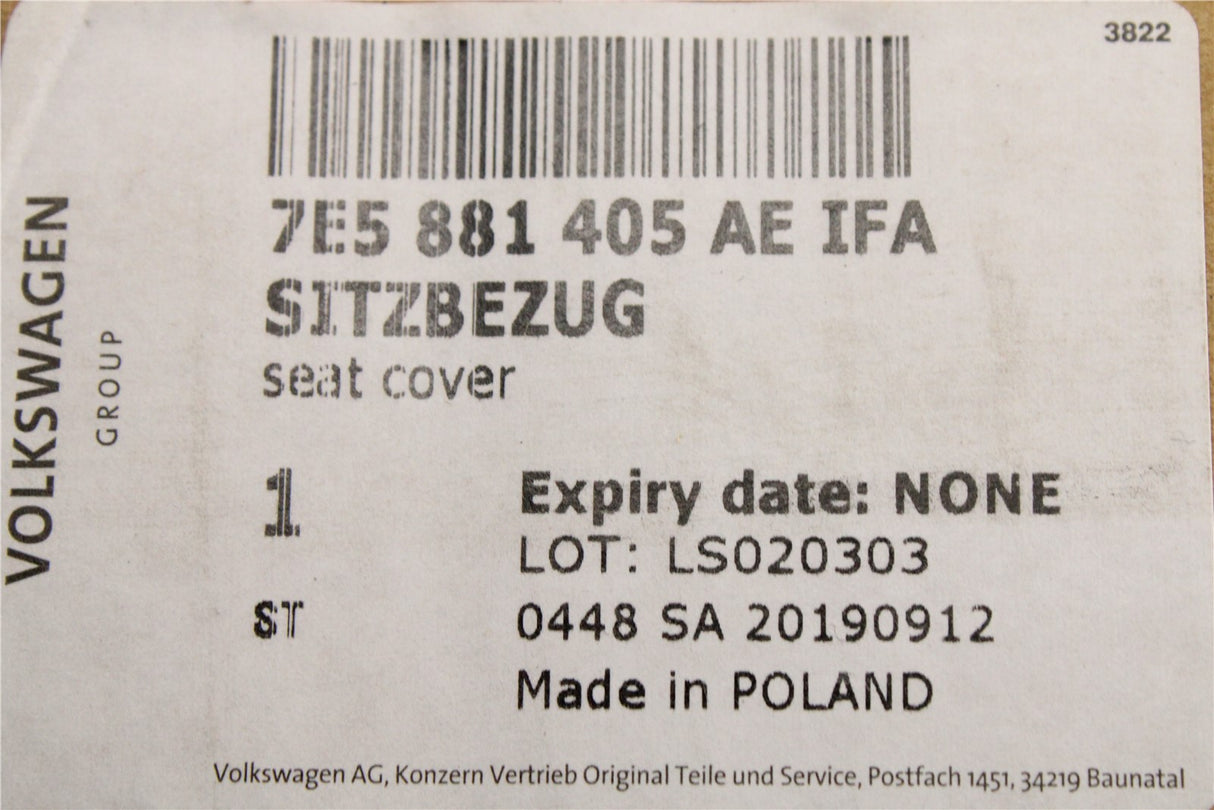 3822
VOLKSWAGEN
GROUP
7E5 881 405 AE IFA
SITZBEZUG
seat cover
1
Expiry date: NONE
LOT: LS020303
ST
0448 SA 20190912
Made in POLAND
Volkswagen AG, Konzern Vertrieb Original Teile und Service, Postfach 1451, 34219 Baunatal